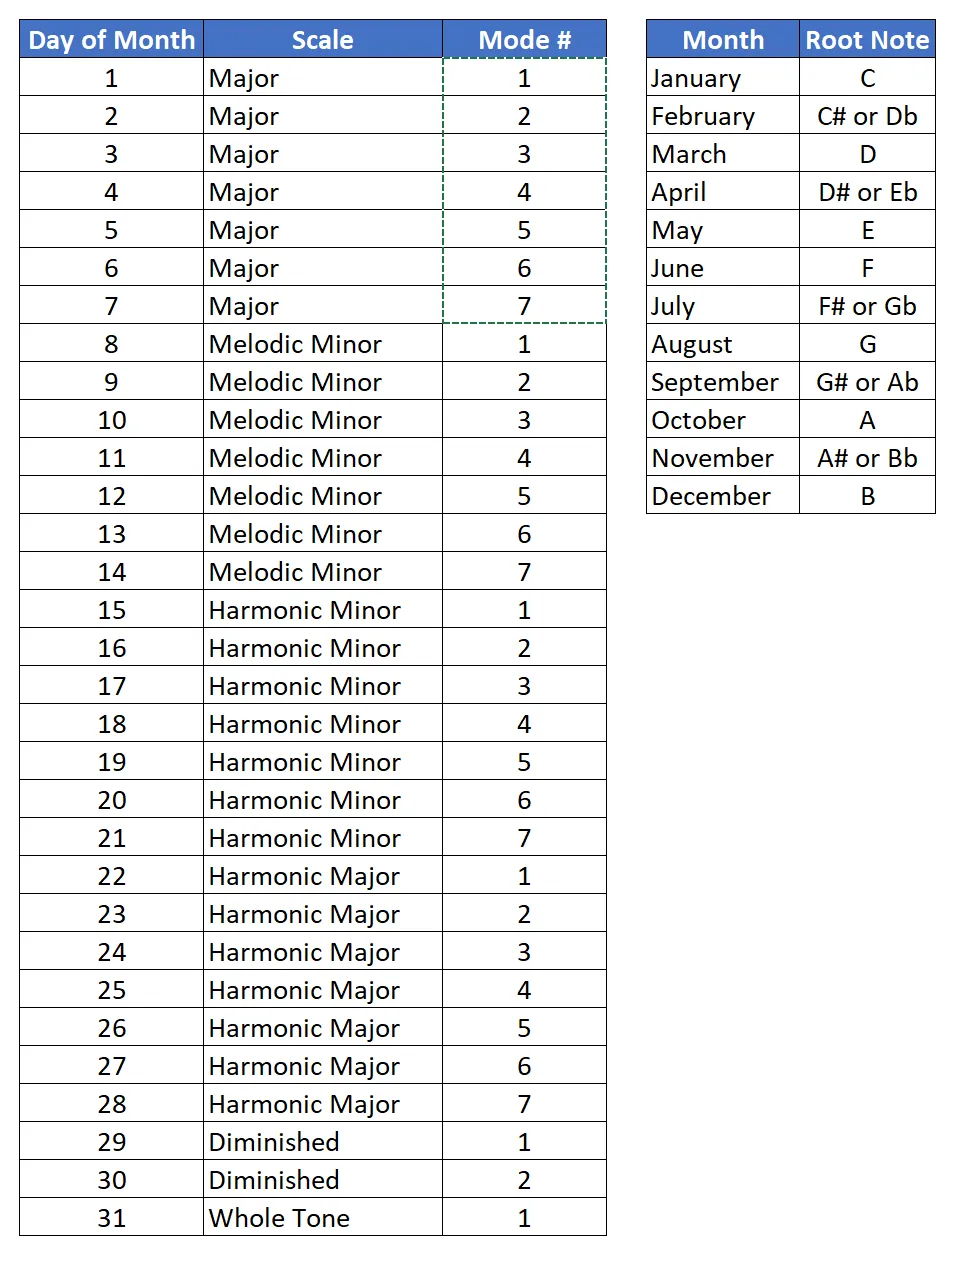 Day of Month Scale Mode #
1 Major 1
2 Major 2
3 Major 3
4 Major 4
5 Major 5
6 Major 6
7 Major 7
8 Melodic Minor 1
9 Melodic Minor 2
10 Melodic Minor 3
11 Melodic Minor 4
12 Melodic Minor 5
13 Melodic Minor 6
14 Melodic Minor 7
15 Harmonic Minor 1
16 Harmonic Minor 2
17 Harmonic Minor 3
18 Harmonic Minor 4
19 Harmonic Minor 5
20 Harmonic Minor 6
21 Harmonic Minor 7
22 Harmonic Major 1
23 Harmonic Major 2
24 Harmonic Major 3
25 Harmonic Major 4
26 Harmonic Major 5
27 Harmonic Major 6
28 Harmonic Major 7
29 Diminished 1
30 Diminished 2
31 Whole Tone 1
Month Root Note
January C
February C# or Db
March D
April D# or Eb
May E
June F
July F# or Gb
August G
September G# or Ab
October A
November A# or Bb
December B